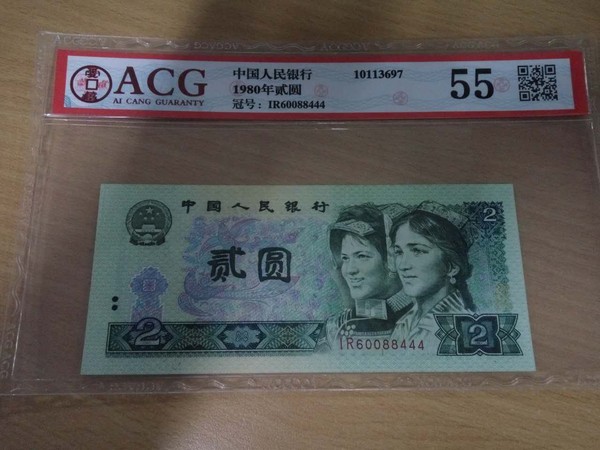 ACG
AI CANG GUARANTY
中国人民银行
1980年贰圆
冠号：IR60088444
10113697
55
中国人民银行
贰圆
2
2
2
IR60088444